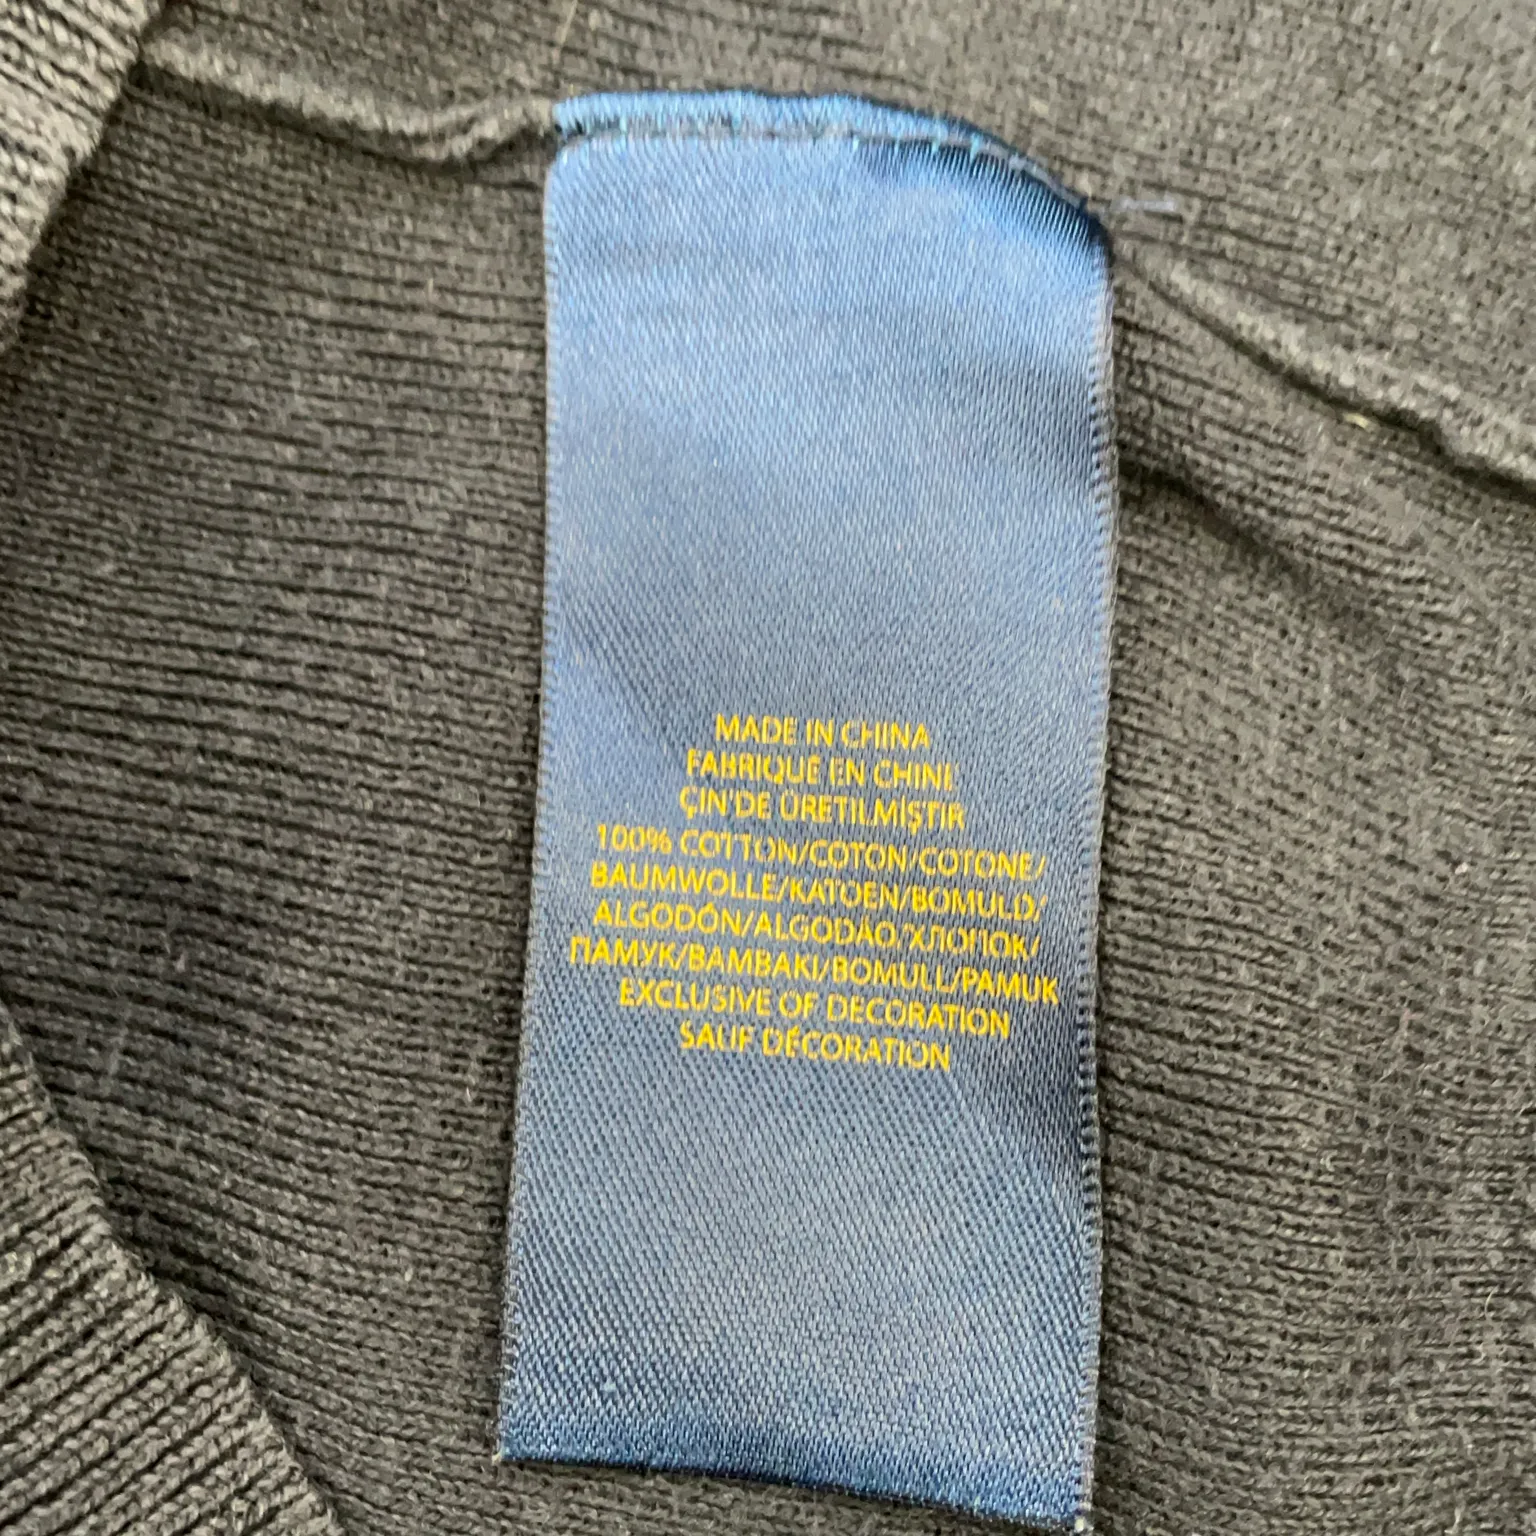 MADE IN CHINA
FABRIQUÉ EN CHINE
ÇİN'DE ÜRETİLMİŞTİR
100% COTTON/COTON/COTONE/
BAUMWOLLE/KATOEN/BOMULD/
ALGODÓN/ALGODÃO/ХЛОПОК/
ПАМУК/BAMBAKI/BOMULL/PAMUK
EXCLUSIVE OF DECORATION
SAUF DÉCORATION